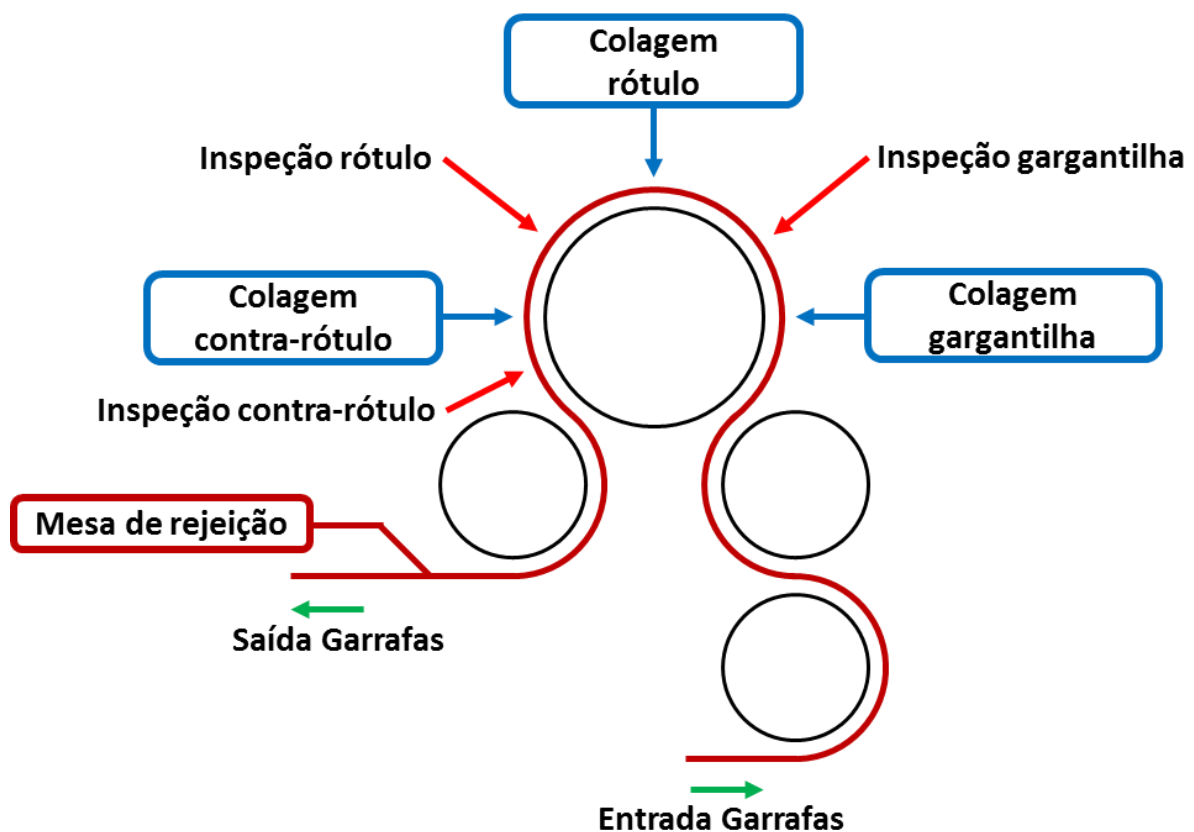 Colagem
rótulo
Inspeção rótulo
Inspeção gargantilha
Colagem
contra-rótulo
Colagem
gargantilha
Inspeção contra-rótulo
Mesa de rejeição
Saída Garrafas
Entrada Garrafas